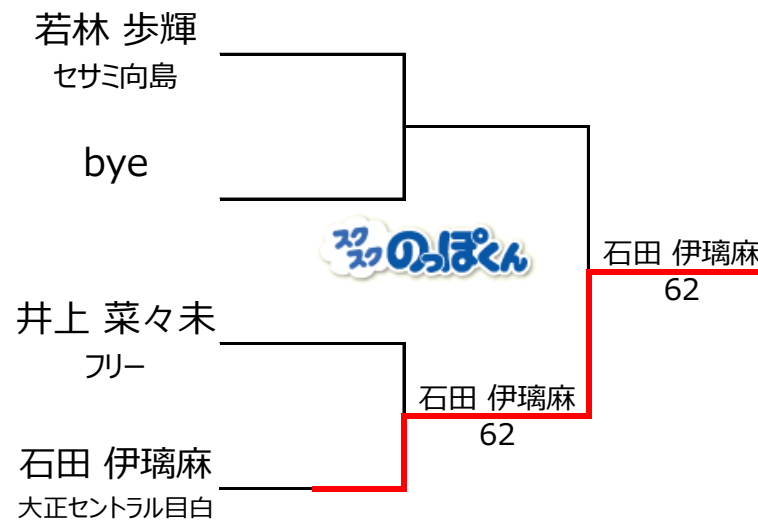 若林 歩輝
セサミ向島
bye
スクスク のっぽくん
石田 伊璃麻
62
井上 菜々未
フリー
石田 伊璃麻
62
石田 伊璃麻
大正セントラル目白